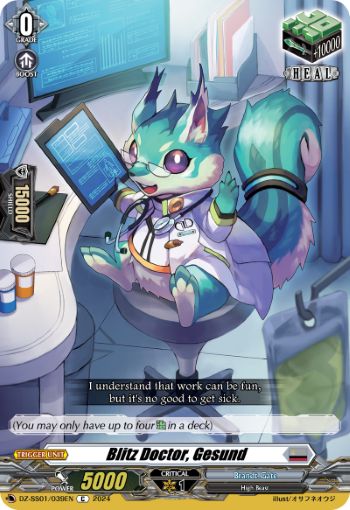 0
GRADE
BOOST
+10000
HEAL
15000
SHIELD
I understand that work can be fun,
but it's no good to get sick.
(You may only have up to four in a deck)
TRIGGER UNIT
Blitz Doctor, Gesund
POWER 5000
CRITICAL
1
Brandt Gate
High Beast
DZ-SS01/039EN C 2024
illust/オサフネオウジ